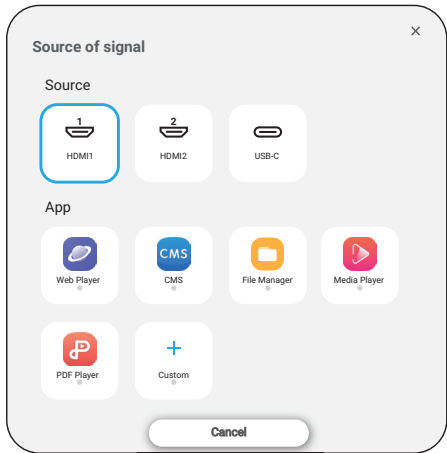 Source of signal
×
Source
1
HDMI1
2
HDMI2
USB-C
App
Web Player
CMS
CMS
File Manager
Media Player
PDF Player
Custom
Cancel